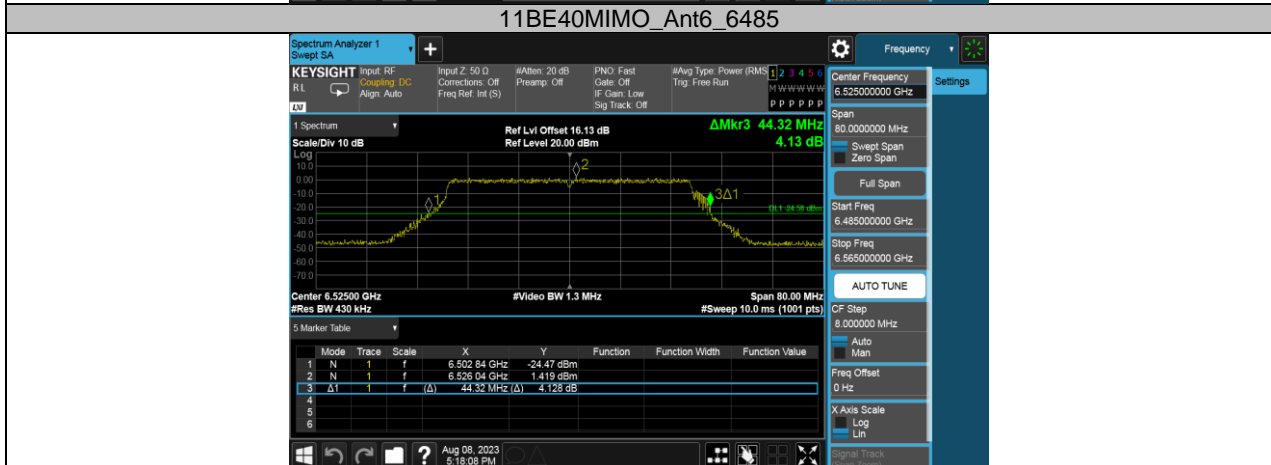 11BE40MIMO_Ant6_6485
Spectrum Analyzer 1
Swept SA
+
Frequency
KEYSIGHT Input: RF Input Z: 50 Ω #Atten: 20 dB PNO: Fast #Avg Type: Power (RMS 1 2 3 4 5 6
RL Coupling: DC Corrections: Off Preamp: Off Gate: Off Trig: Free Run M W W W W W
Align: Auto Freq Ref: Int (S) IF Gain: Low
LXI Sig Track: Off P P P P P P
Center Frequency
6.525000000 GHz
Settings
Span
80.0000000 MHz
Swept Span
Zero Span
Full Span
Start Freq
6.485000000 GHz
Stop Freq
6.565000000 GHz
AUTO TUNE
CF Step
8.000000 MHz
Auto
Man
Freq Offset
0 Hz
X Axis Scale
Log
Lin
Signal Track
1 Spectrum
Scale/Div 10 dB
Ref Lvl Offset 16.13 dB
Ref Level 20.00 dBm
ΔMkr3 44.32 MHz
4.13 dB
Log
10.0
0.00
-10.0
-20.0
-30.0
-40.0
-50.0
-60.0
-70.0
1
2
3Δ1
DL1 -24.58 dBm
Center 6.52500 GHz #Video BW 1.3 MHz Span 80.00 MHz
#Res BW 430 kHz #Sweep 10.0 ms (1001 pts)
5 Marker Table
Mode Trace Scale X Y Function Function Width Function Value
1 N 1 f 6.502 84 GHz -24.47 dBm
2 N 1 f 6.526 04 GHz 1.419 dBm
3 Δ1 1 f (Δ) 44.32 MHz (Δ) 4.128 dB
4
5
6
?
Aug 08, 2023
5:18:08 PM